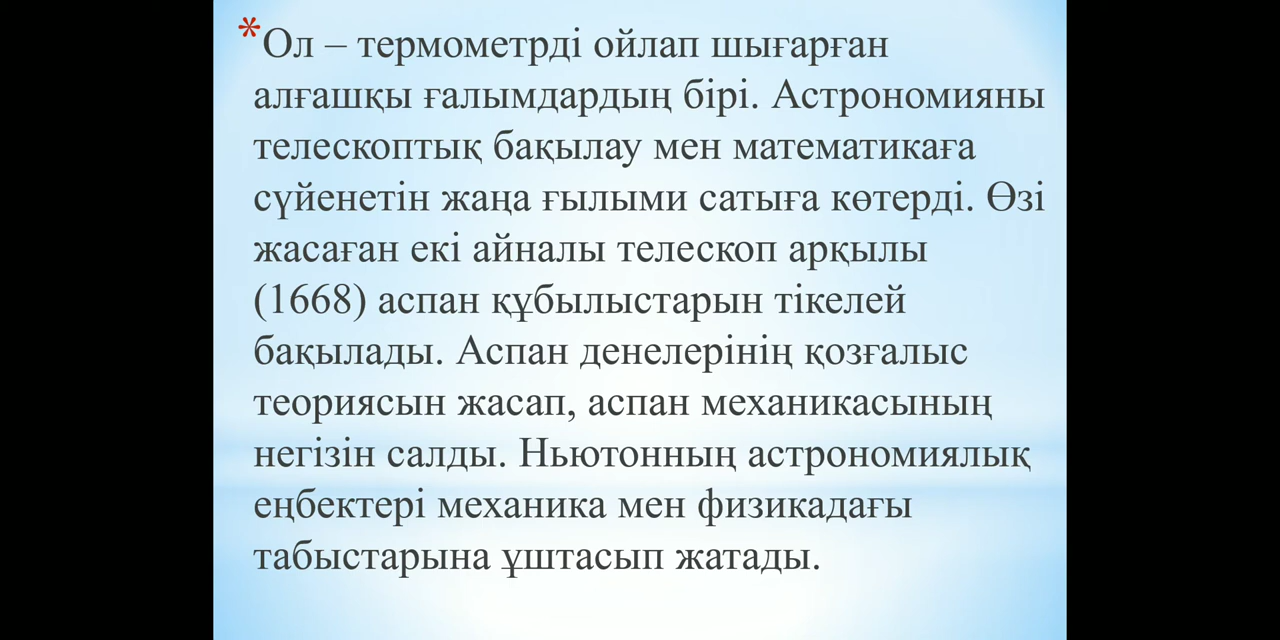 *Ол – термометрді ойлап шығарған
алғашқы ғалымдардың бірі. Астрономияны
телескоптық бақылау мен математикаға
сүйенетін жаңа ғылыми сатыға көтерді. Өзі
жасаған екі айналы телескоп арқылы
(1668) аспан құбылыстарын тікелей
бақылады. Аспан денелерінің қозғалыс
теориясын жасап, аспан механикасының
негізін салды. Ньютонның астрономиялық
еңбектері механика мен физикадағы
табыстарына ұштасып жатады.